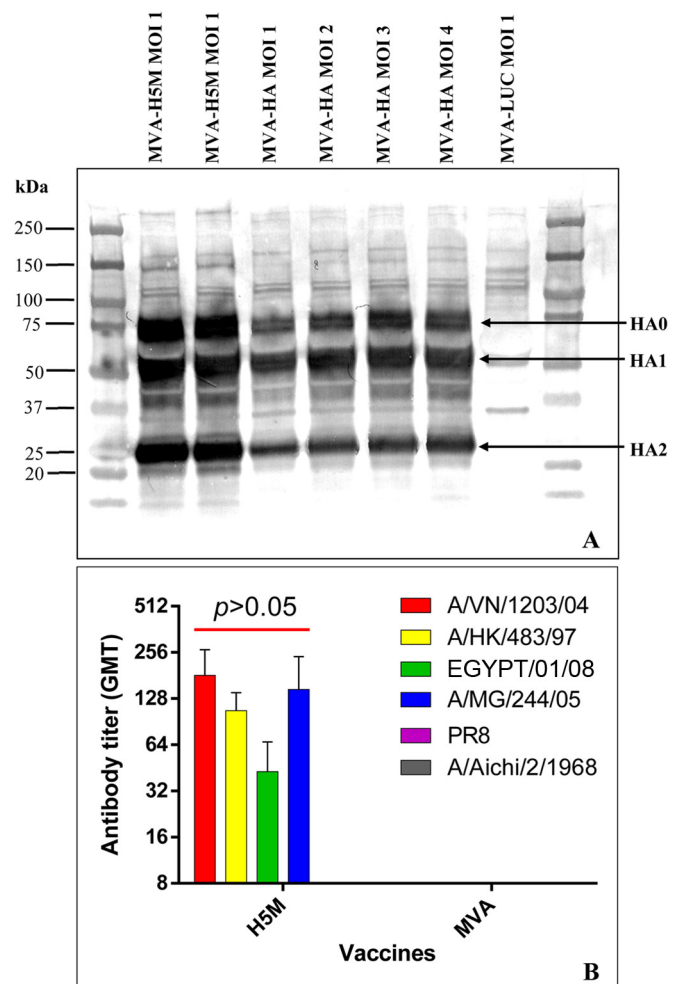 MVA-H5M MOI 1
MVA-H5M MOI 1
MVA-HA MOI 1
MVA-HA MOI 2
MVA-HA MOI 3
MVA-HA MOI 4
MVA-LUC MOI 1
kDa
250
150
100
75
50
37
25
20
HA0
HA1
HA2
A
Antibody titer (GMT)
512
256
128
64
32
16
8
p>0.05
A/VN/1203/04
A/HK/483/97
EGYPT/01/08
A/MG/244/05
PR8
A/Aichi/2/1968
H5M
MVA
Vaccines
B